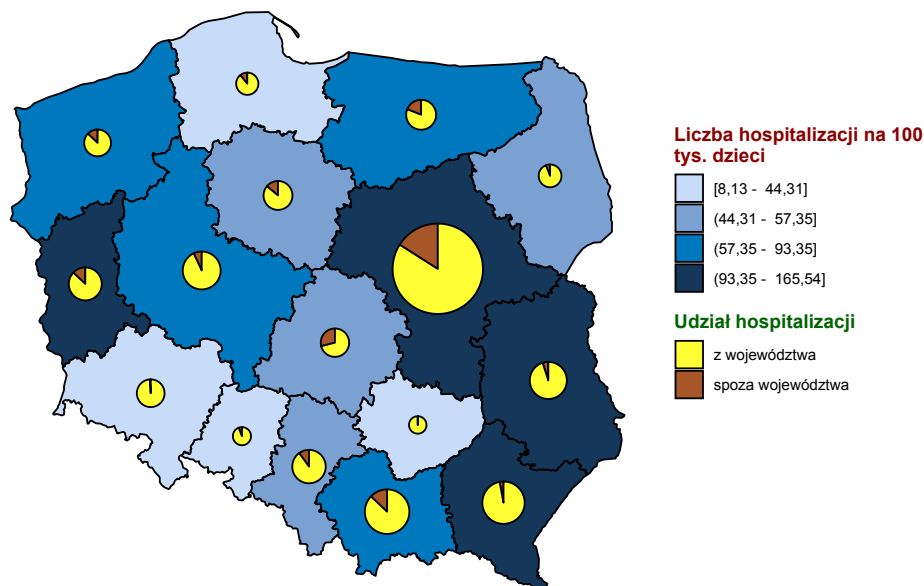 Liczba hospitalizacji na 100
tys. dzieci
[8,13 - 44,31]
(44,31 - 57,35]
(57,35 - 93,35]
(93,35 - 165,54]
Udział hospitalizacji
z województwa
spoza województwa